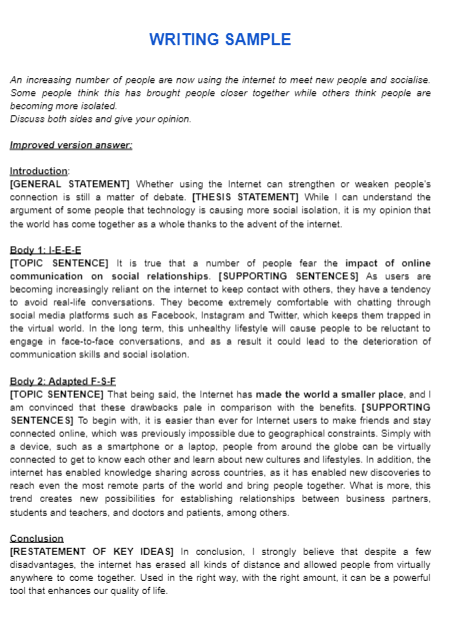 WRITING SAMPLE
An increasing number of people are now using the internet to meet new people and socialise.
Some people think this has brought people closer together while others think people are
becoming more isolated.
Discuss both sides and give your opinion.
Improved version answer:
Introduction:
[GENERAL STATEMENT] Whether using the Internet can strengthen or weaken people's
connection is still a matter of debate. [THESIS STATEMENT] While I can understand the
argument of some people that technology is causing more social isolation, it is my opinion that
the world has come together as a whole thanks to the advent of the internet.
Body 1: I-E-E-E
[TOPIC SENTENCE] It is true that a number of people fear the impact of online
communication on social relationships. [SUPPORTING SENTENCES] As users are
becoming increasingly reliant on the internet to keep contact with others, they have a tendency
to avoid real-life conversations. They become extremely comfortable with chatting through
social media platforms such as Facebook, Instagram and Twitter, which keeps them trapped in
the virtual world. In the long term, this unhealthy lifestyle will cause people to be reluctant to
engage in face-to-face conversations, and as a result it could lead to the deterioration of
communication skills and social isolation.
Body 2: Adapted F-S-F
[TOPIC SENTENCE] That being said, the Internet has made the world a smaller place, and I
am convinced that these drawbacks pale in comparison with the benefits. [SUPPORTING
SENTENCES] To begin with, it is easier than ever for Internet users to make friends and stay
connected online, which was previously impossible due to geographical constraints. Simply with
a device, such as a smartphone or a laptop, people from around the globe can be virtually
connected to get to know each other and learn about new cultures and lifestyles. In addition, the
internet has enabled knowledge sharing across countries, as it has enabled new discoveries to
reach even the most remote parts of the world and bring people together. What is more, this
trend creates new possibilities for establishing relationships between business partners,
students and teachers, and doctors and patients, among others.
Conclusion
[RESTATEMENT OF KEY IDEAS] In conclusion, I strongly believe that despite a few
disadvantages, the internet has erased all kinds of distance and allowed people from virtually
anywhere to come together. Used in the right way, with the right amount, it can be a powerful
tool that enhances our quality of life.